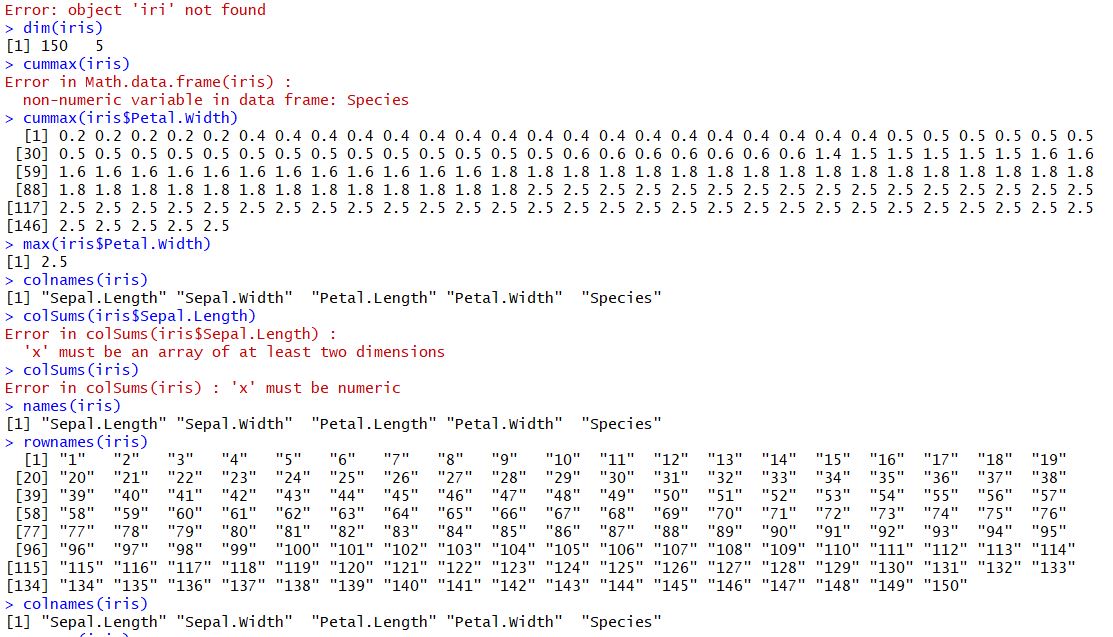 Error: object 'iri' not found
> dim(iris)
[1] 150   5
> cummax(iris)
Error in Math.data.frame(iris) :
  non-numeric variable in data frame: Species
> cummax(iris$Petal.Width)
  [1] 0.2 0.2 0.2 0.2 0.2 0.4 0.4 0.4 0.4 0.4 0.4 0.4 0.4 0.4 0.4 0.4 0.4 0.4 0.4 0.4 0.4 0.4 0.4 0.5 0.5 0.5 0.5 0.5 0.5
 [30] 0.5 0.5 0.5 0.5 0.5 0.5 0.5 0.5 0.5 0.5 0.5 0.5 0.5 0.5 0.6 0.6 0.6 0.6 0.6 0.6 0.6 1.4 1.5 1.5 1.5 1.5 1.5 1.6 1.6
 [59] 1.6 1.6 1.6 1.6 1.6 1.6 1.6 1.6 1.6 1.6 1.6 1.6 1.8 1.8 1.8 1.8 1.8 1.8 1.8 1.8 1.8 1.8 1.8 1.8 1.8 1.8 1.8 1.8 1.8
 [88] 1.8 1.8 1.8 1.8 1.8 1.8 1.8 1.8 1.8 1.8 1.8 1.8 1.8 2.5 2.5 2.5 2.5 2.5 2.5 2.5 2.5 2.5 2.5 2.5 2.5 2.5 2.5 2.5 2.5
[117] 2.5 2.5 2.5 2.5 2.5 2.5 2.5 2.5 2.5 2.5 2.5 2.5 2.5 2.5 2.5 2.5 2.5 2.5 2.5 2.5 2.5 2.5 2.5 2.5 2.5 2.5 2.5 2.5 2.5
[146] 2.5 2.5 2.5 2.5 2.5
> max(iris$Petal.Width)
[1] 2.5
> colnames(iris)
[1] "Sepal.Length" "Sepal.Width"  "Petal.Length" "Petal.Width"  "Species"
> colSums(iris$Sepal.Length)
Error in colSums(iris$Sepal.Length) :
  'x' must be an array of at least two dimensions
> colSums(iris)
Error in colSums(iris) : 'x' must be numeric
> names(iris)
[1] "Sepal.Length" "Sepal.Width"  "Petal.Length" "Petal.Width"  "Species"
> rownames(iris)
  [1] "1"   "2"   "3"   "4"   "5"   "6"   "7"   "8"   "9"   "10"  "11"  "12"  "13"  "14"  "15"  "16"  "17"  "18"  "19"
 [20] "20"  "21"  "22"  "23"  "24"  "25"  "26"  "27"  "28"  "29"  "30"  "31"  "32"  "33"  "34"  "35"  "36"  "37"  "38"
 [39] "39"  "40"  "41"  "42"  "43"  "44"  "45"  "46"  "47"  "48"  "49"  "50"  "51"  "52"  "53"  "54"  "55"  "56"  "57"
 [58] "58"  "59"  "60"  "61"  "62"  "63"  "64"  "65"  "66"  "67"  "68"  "69"  "70"  "71"  "72"  "73"  "74"  "75"  "76"
 [77] "77"  "78"  "79"  "80"  "81"  "82"  "83"  "84"  "85"  "86"  "87"  "88"  "89"  "90"  "91"  "92"  "93"  "94"  "95"
 [96] "96"  "97"  "98"  "99"  "100" "101" "102" "103" "104" "105" "106" "107" "108" "109" "110" "111" "112" "113" "114"
[115] "115" "116" "117" "118" "119" "120" "121" "122" "123" "124" "125" "126" "127" "128" "129" "130" "131" "132" "133"
[134] "134" "135" "136" "137" "138" "139" "140" "141" "142" "143" "144" "145" "146" "147" "148" "149" "150"
> colnames(iris)
[1] "Sepal.Length" "Sepal.Width"  "Petal.Length" "Petal.Width"  "Species"